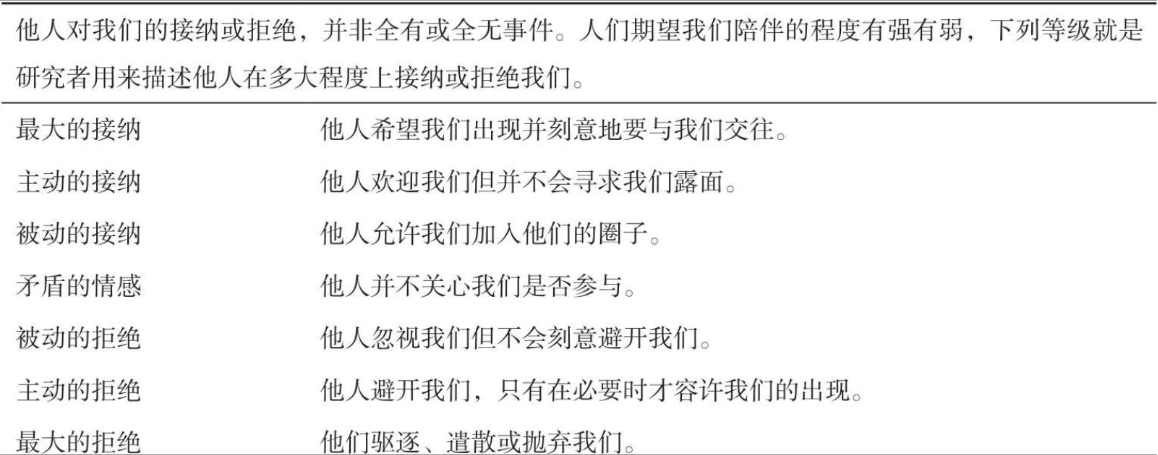 他人对我们的接纳或拒绝，并非全有或全无事件。人们期望我们陪伴的程度有强有弱，下列等级就是
研究者用来描述他人在多大程度上接纳或拒绝我们。
最大的接纳 他人希望我们出现并刻意地要与我们交往。
主动的接纳 他人欢迎我们但并不会寻求我们露面。
被动的接纳 他人允许我们加入他们的圈子。
矛盾的情感 他人并不关心我们是否参与。
被动的拒绝 他人忽视我们但不会刻意避开我们。
主动的拒绝 他人避开我们，只有在必要时才容许我们的出现。
最大的拒绝 他们驱逐、遣散或抛弃我们。